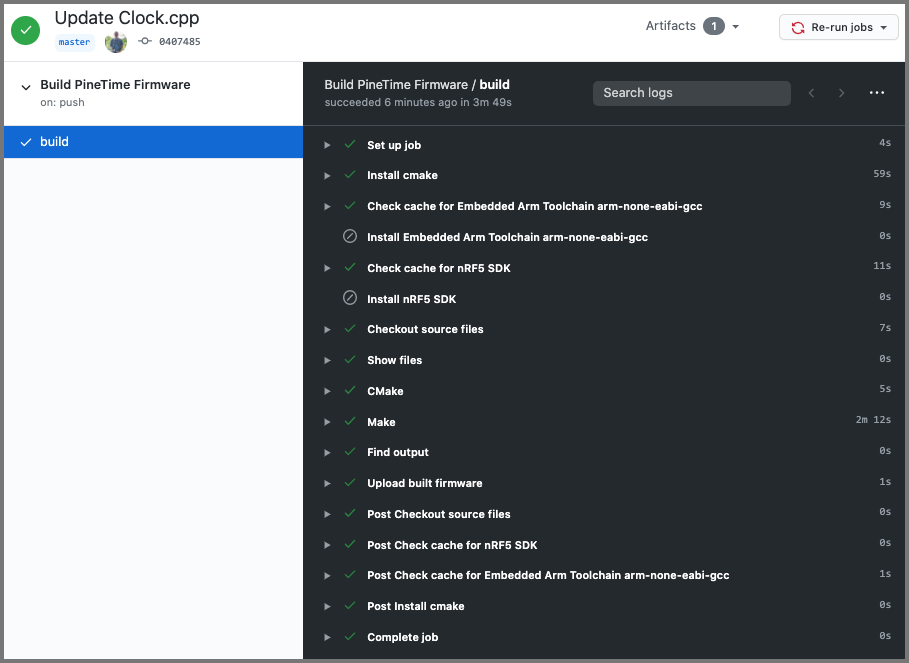 Update Clock.cpp
master 0407485
Artifacts 1
Re-run jobs
Build PineTime Firmware
on: push
build
Build PineTime Firmware / build
succeeded 6 minutes ago in 3m 49s
Search logs
Set up job 4s
Install cmake 59s
Check cache for Embedded Arm Toolchain arm-none-eabi-gcc 9s
Install Embedded Arm Toolchain arm-none-eabi-gcc 0s
Check cache for nRF5 SDK 11s
Install nRF5 SDK 0s
Checkout source files 7s
Show files 0s
CMake 5s
Make 2m 12s
Find output 0s
Upload built firmware 1s
Post Checkout source files 0s
Post Check cache for nRF5 SDK 0s
Post Check cache for Embedded Arm Toolchain arm-none-eabi-gcc 1s
Post Install cmake 0s
Complete job 0s